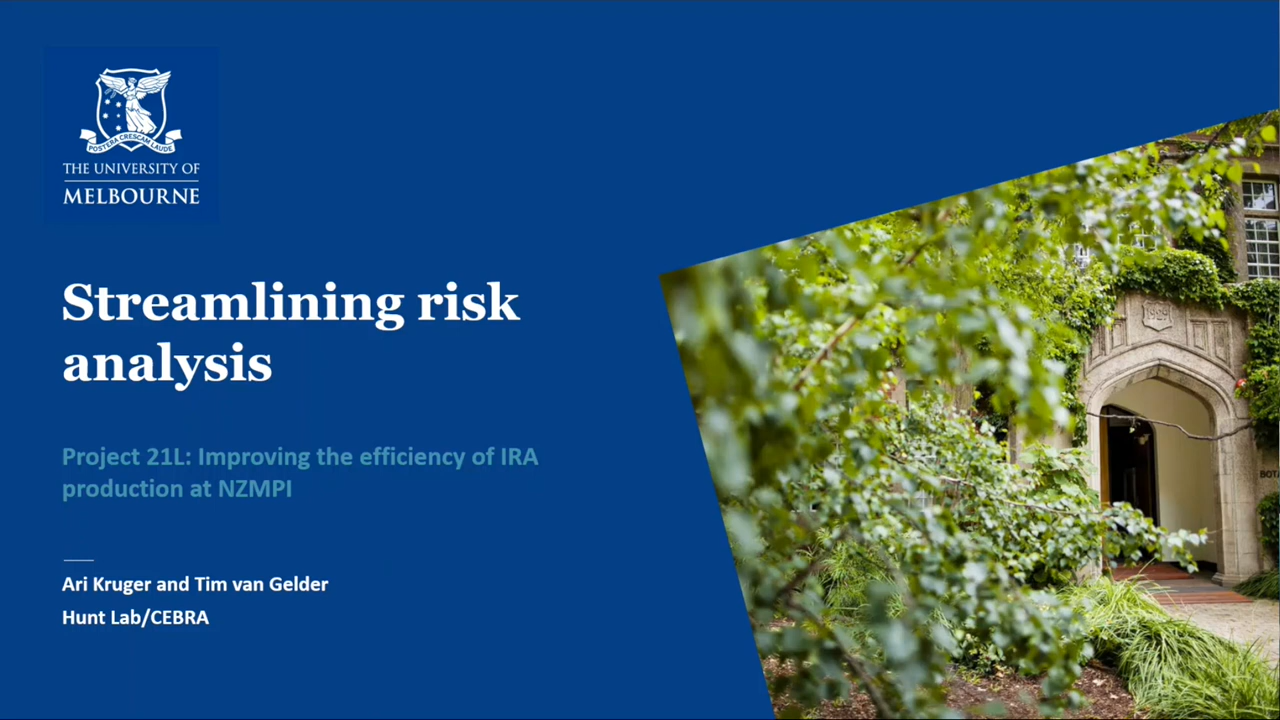 POSTERA CRESCAM LAUDE
THE UNIVERSITY OF
MELBOURNE
Streamlining risk
analysis
Project 21L: Improving the efficiency of IRA
production at NZMPI
Ari Kruger and Tim van Gelder
Hunt Lab/CEBRA